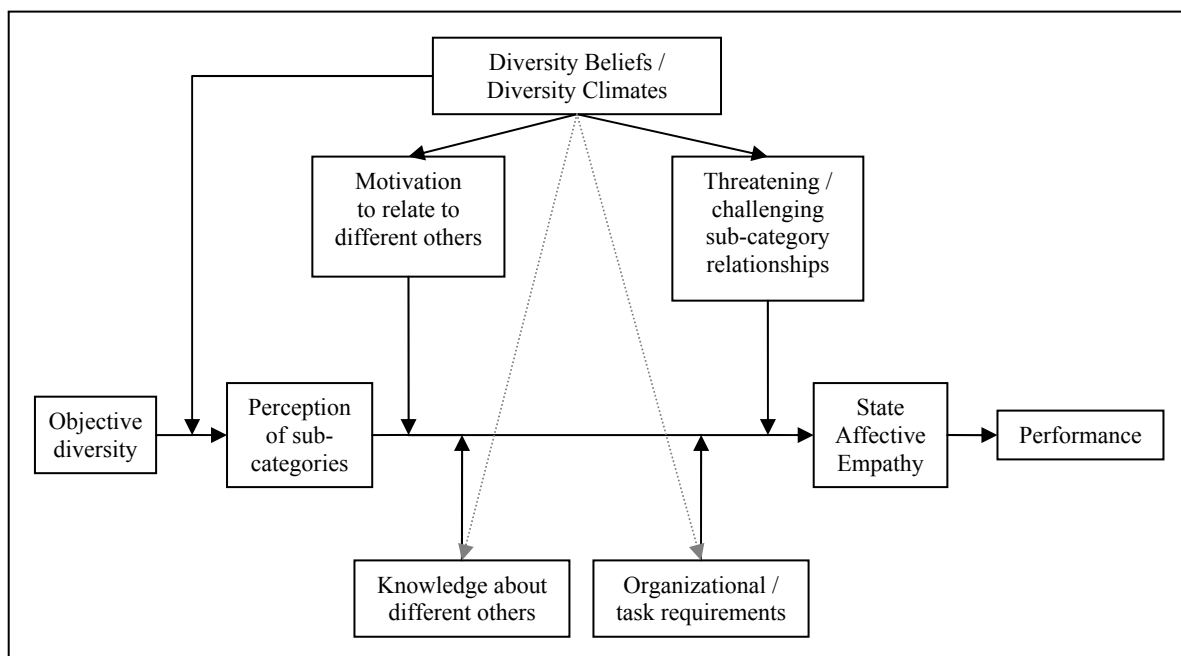 Diversity Beliefs /
Diversity Climates
Motivation
to relate to
different others
Threatening /
challenging
sub-category
relationships
Objective
diversity
Perception
of sub-
categories
State
Affective
Empathy
Performance
Knowledge about
different others
Organizational /
task requirements